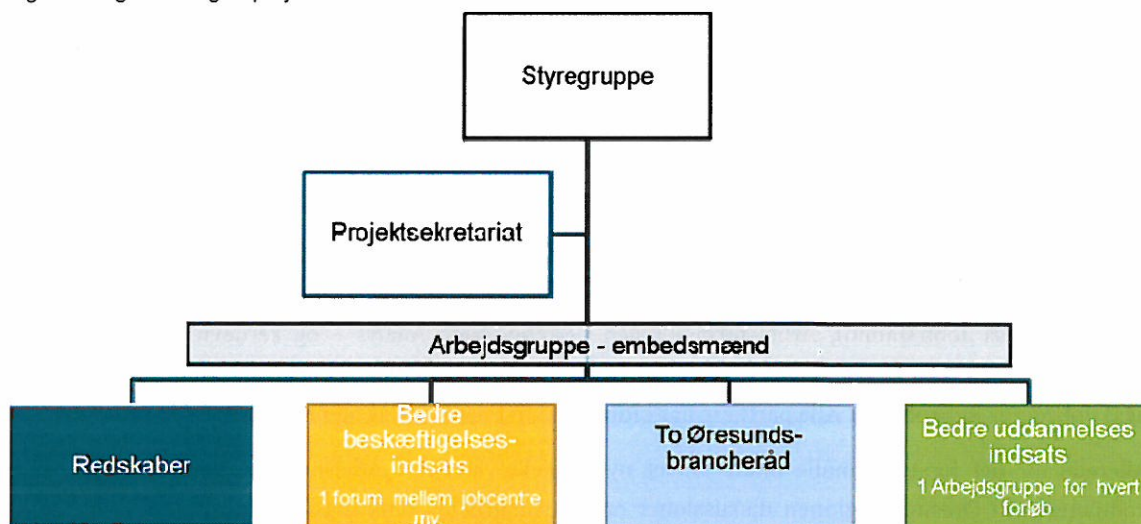 Styregruppe
Projektsekretariat
Arbejdsgruppe - embedsmænd
Redskaber
Bedre
beskæftigelses-
indsats
1 forum mellem jobcentre
mv.
To Øresunds-
brancheråd
Bedre uddannelses
indsats
1 Arbejdsgruppe for hvert
forløb